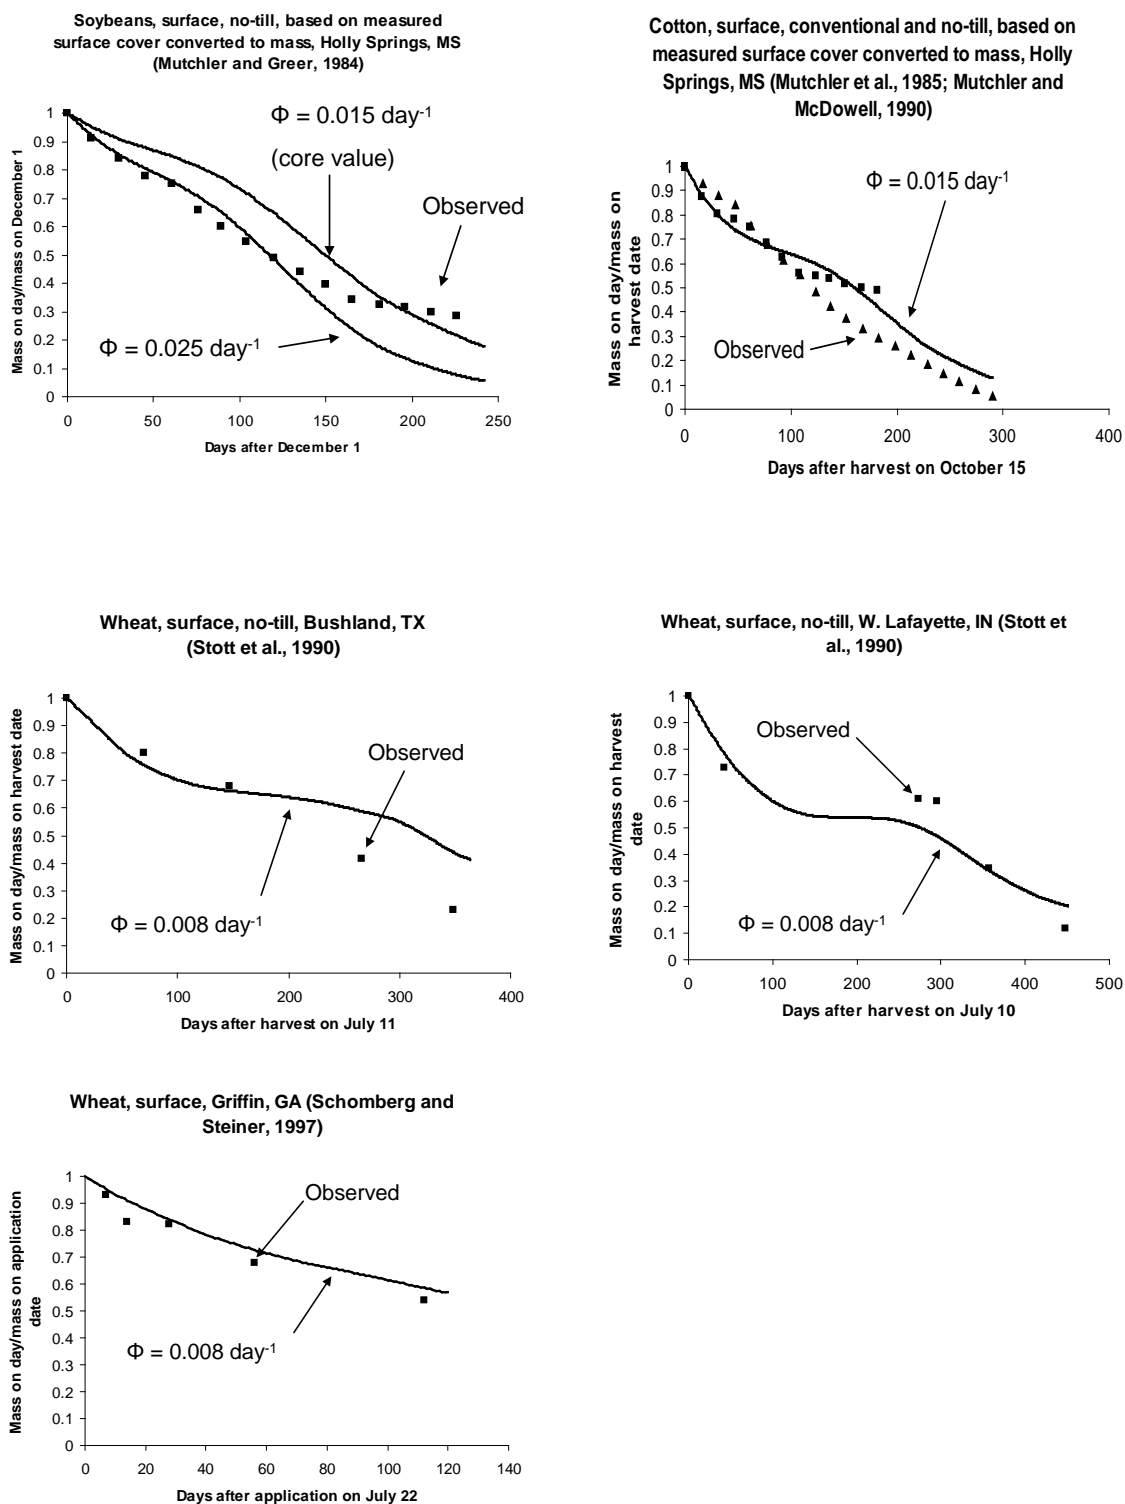 Soybeans, surface, no-till, based on measured
surface cover converted to mass, Holly Springs, MS
(Mutchler and Greer, 1984)
Φ = 0.015 day-1
(core value)
Observed
Φ = 0.025 day-1
Mass on day/mass on December 1
1
0.9
0.8
0.7
0.6
0.5
0.4
0.3
0.2
0.1
0
0 50 100 150 200 250
Days after December 1
Cotton, surface, conventional and no-till, based on
measured surface cover converted to mass, Holly
Springs, MS (Mutchler et al., 1985; Mutchler and
McDowell, 1990)
Φ = 0.015 day-1
Observed
Mass on day/mass on
harvest date
1
0.9
0.8
0.7
0.6
0.5
0.4
0.3
0.2
0.1
0
0 100 200 300 400
Days after harvest on October 15
Wheat, surface, no-till, Bushland, TX
(Stott et al., 1990)
Observed
Φ = 0.008 day-1
Mass on day/mass on harvest date
1
0.9
0.8
0.7
0.6
0.5
0.4
0.3
0.2
0.1
0
0 100 200 300 400
Days after harvest on July 11
Wheat, surface, no-till, W. Lafayette, IN (Stott et
al., 1990)
Observed
Φ = 0.008 day-1
Mass on day/mass on harvest
date
1
0.9
0.8
0.7
0.6
0.5
0.4
0.3
0.2
0.1
0
0 100 200 300 400 500
Days after harvest on July 10
Wheat, surface, Griffin, GA (Schomberg and
Steiner, 1997)
Observed
Φ = 0.008 day-1
Mass on day/mass on application
date
1
0.9
0.8
0.7
0.6
0.5
0.4
0.3
0.2
0.1
0
0 20 40 60 80 100 120 140
Days after application on July 22